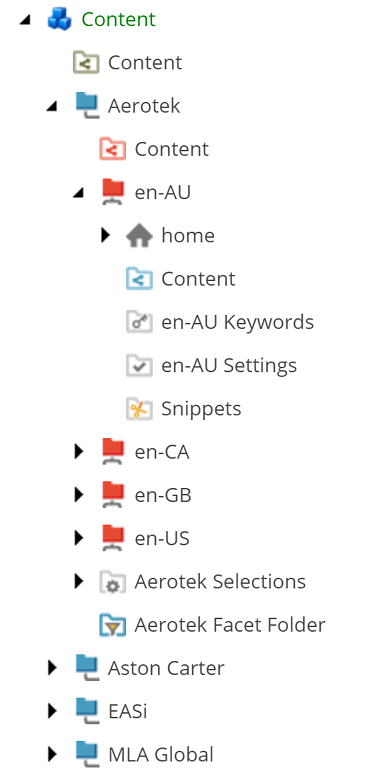 Content
Content
Aerotek
Content
en-AU
home
Content
en-AU Keywords
en-AU Settings
Snippets
en-CA
en-GB
en-US
Aerotek Selections
Aerotek Facet Folder
Aston Carter
EASi
MLA Global